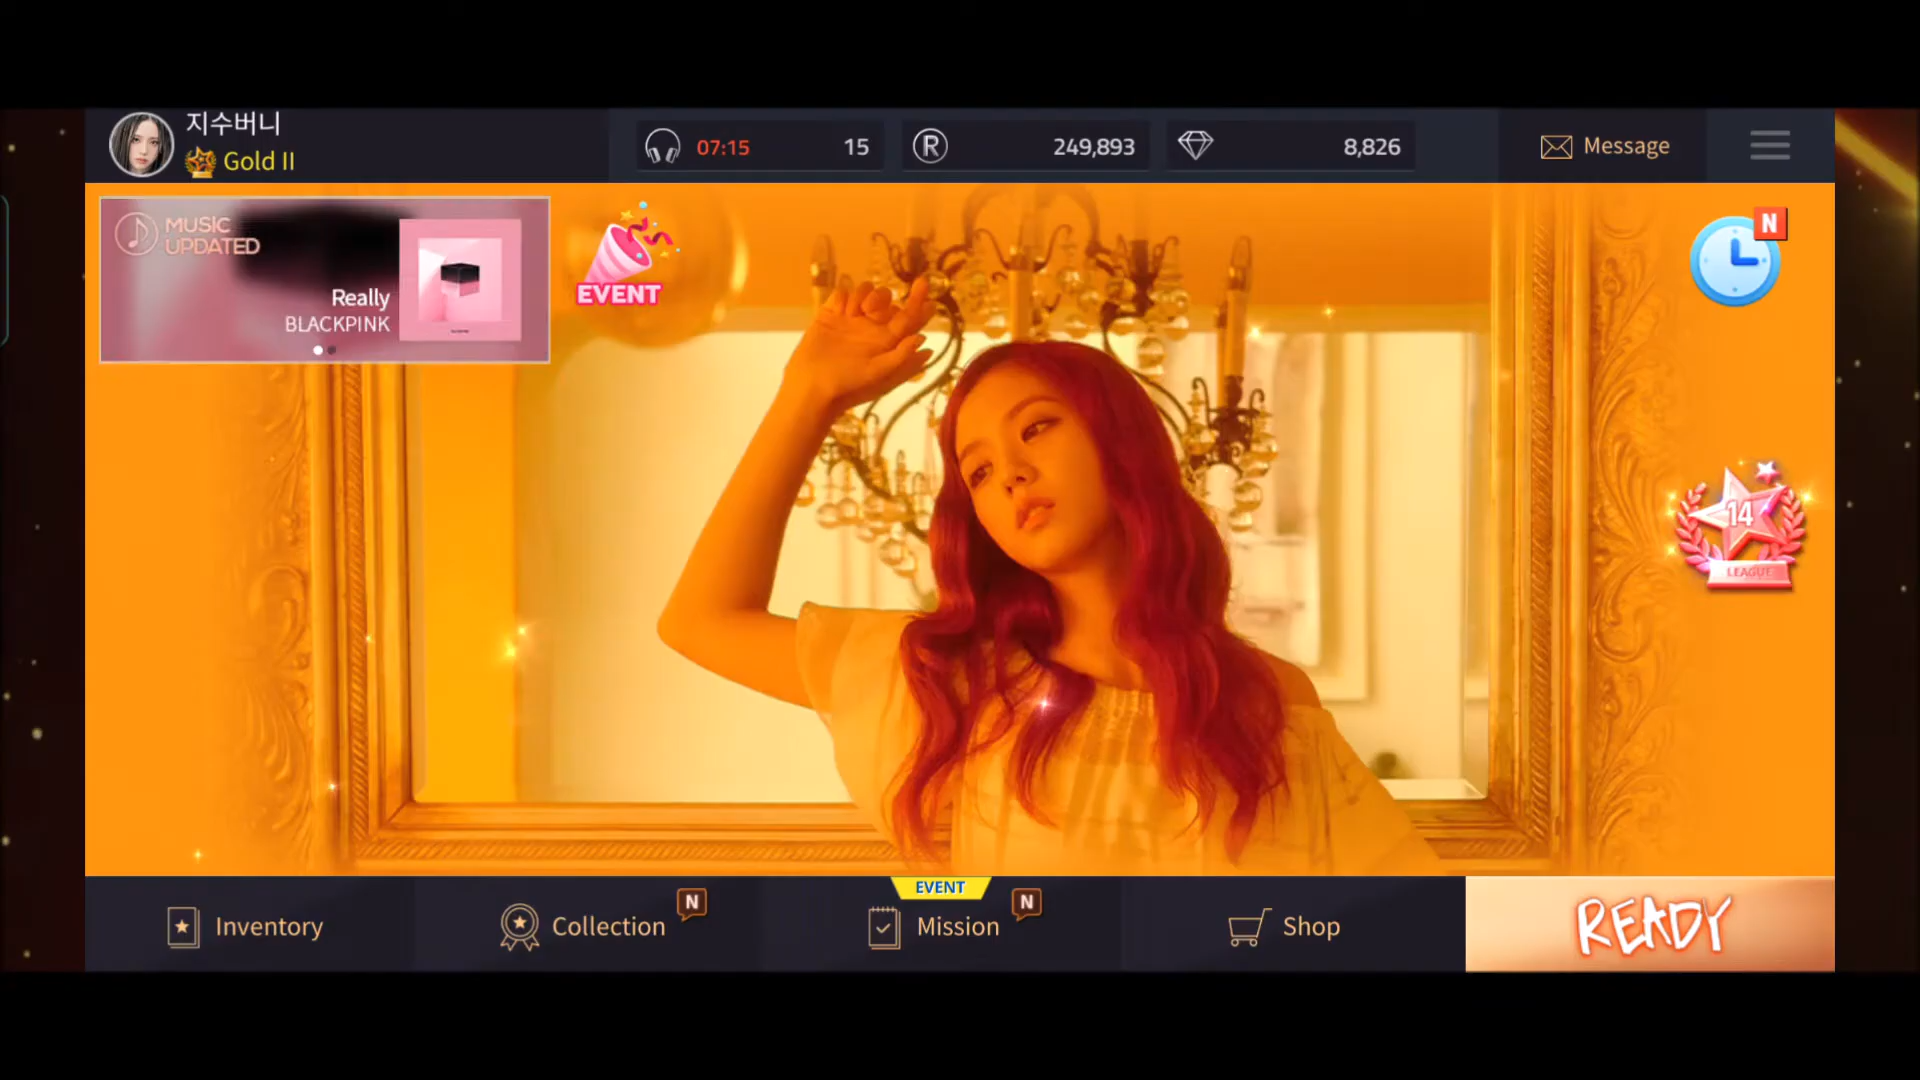 지수버니
Gold II
07:15
15
R
249,893
8,826
Message
MUSIC
UPDATED
Really
BLACKPINK
EVENT
N
14
LEAGUE
Inventory
Collection
N
EVENT
Mission
N
Shop
READY